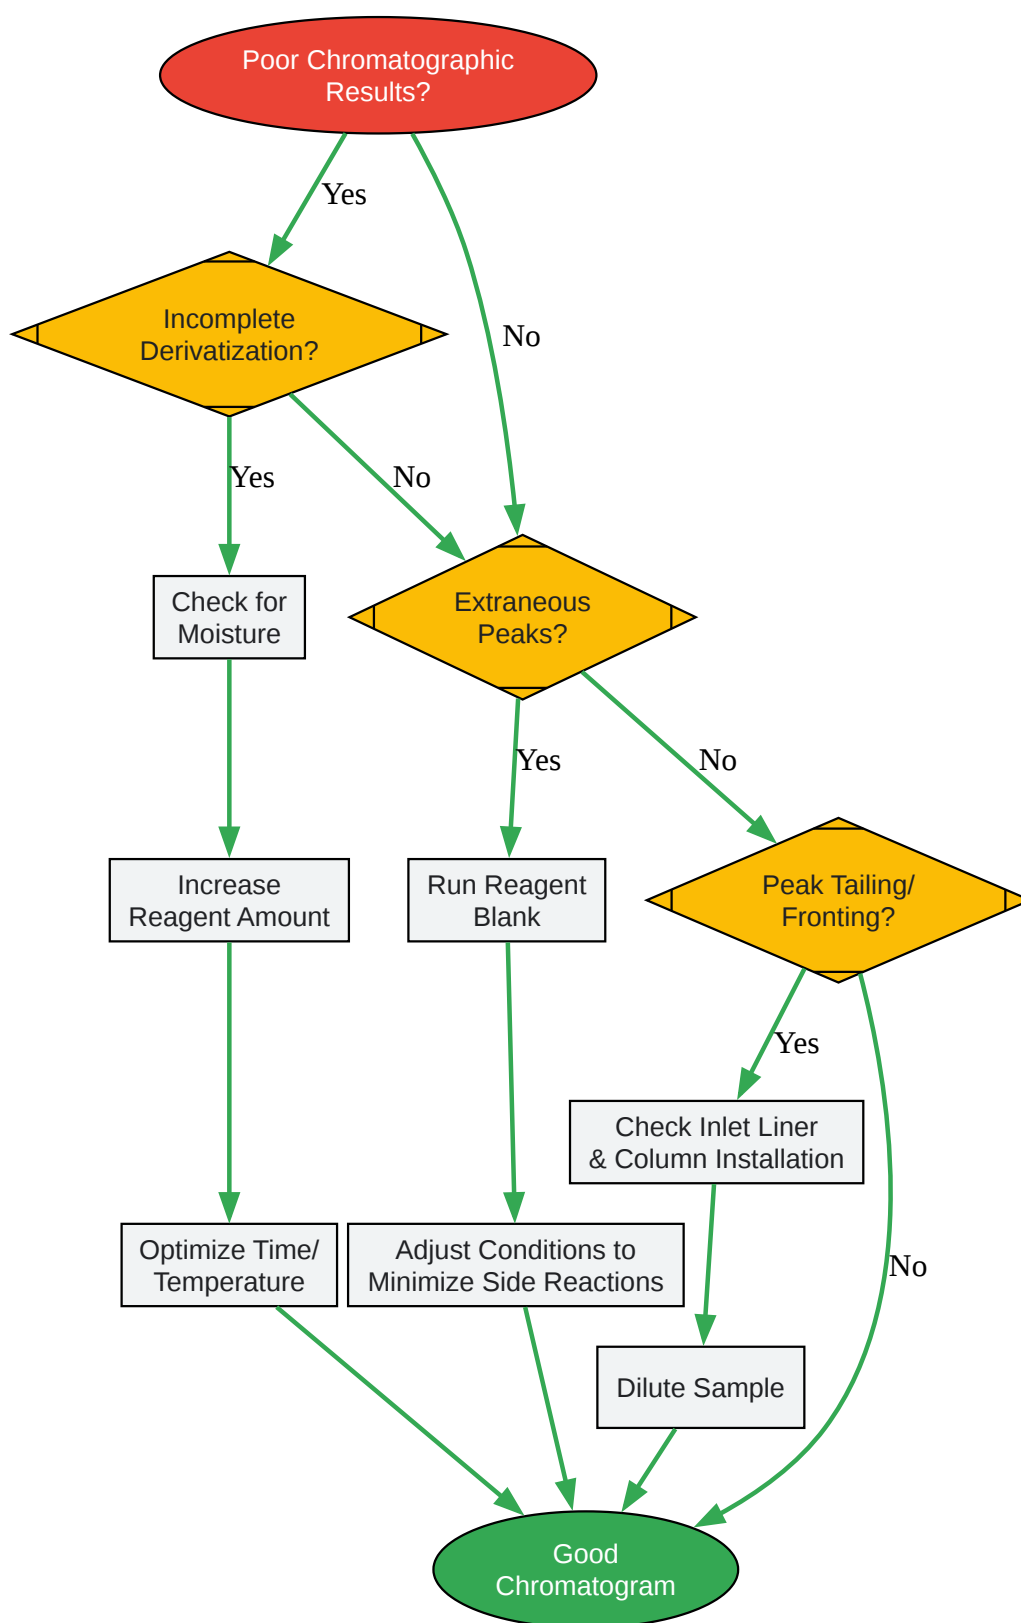 Poor Chromatographic
Results?
Yes
Incomplete
Derivatization?
No
Yes
No
Check for
Moisture
Extraneous
Peaks?
Yes
No
Increase
Reagent Amount
Run Reagent
Blank
Peak Tailing/
Fronting?
Yes
Check Inlet Liner
& Column Installation
Optimize Time/
Temperature
Adjust Conditions to
Minimize Side Reactions
No
Dilute Sample
Good
Chromatogram